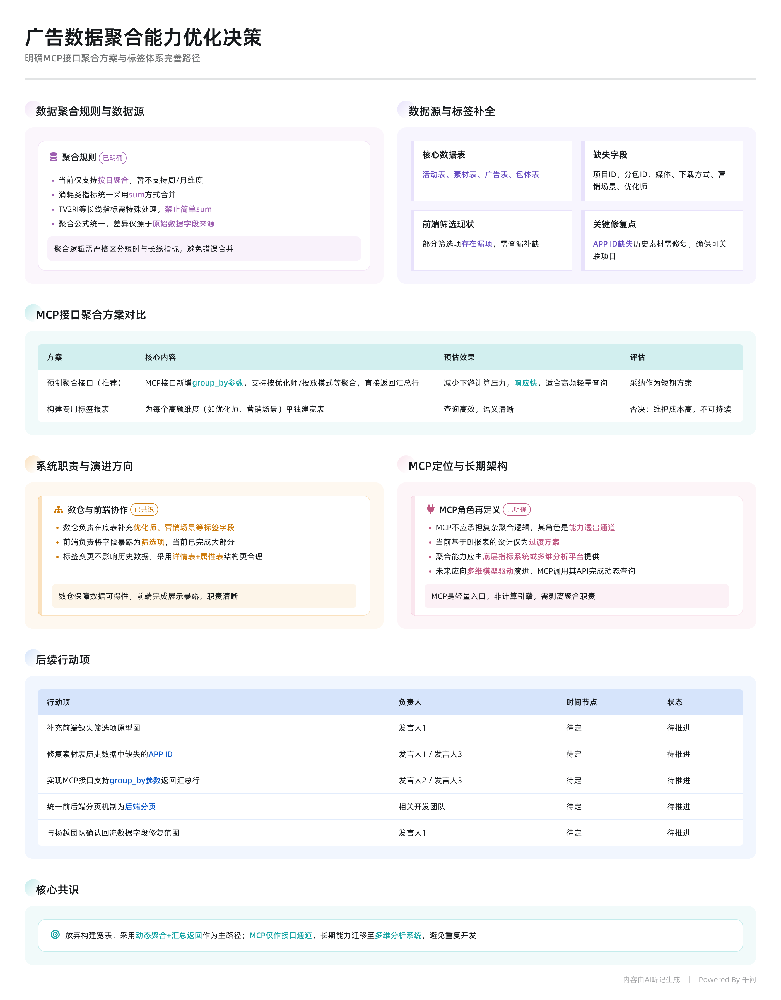 广告数据聚合能力优化决策
明确MCP接口聚合方案与标签体系完善路径
数据聚合规则与数据源
聚合规则 已明确
当前仅支持按日聚合，暂不支持周/月维度
消耗类指标统一采用sum方式合并
TV2RI等长线指标需特殊处理，禁止简单sum
聚合公式统一，差异仅源于原始数据字段来源
聚合逻辑需严格区分短时与长线指标，避免错误合并
数据源与标签补全
核心数据表
活动表、素材表、广告表、包体表
缺失字段
项目ID、分包ID、媒体、下载方式、营
销场景、优化师
前端筛选现状
部分筛选项存在漏项，需查漏补缺
关键修复点
APP ID缺失历史素材需修复，确保可关
联项目
MCP接口聚合方案对比
方案 核心内容 预估效果 评估
预制聚合接口（推荐） MCP接口新增group_by参数，支持按优化师/投放模式等聚合，直接返回汇总行 减少下游计算压力，响应快，适合高频轻量查询 采纳作为短期方案
构建专用标签报表 为每个高频维度（如优化师、营销场景）单独建宽表 查询高效，语义清晰 否决：维护成本高，不可持续
系统职责与演进方向
数仓与前端协作 已共识
数仓负责在底表补充优化师、营销场景等标签字段
前端负责将字段暴露为筛选项，当前已完成大部分
标签变更不影响历史数据，采用详情表+属性表结构更合理
数仓保障数据可得性，前端完成展示暴露，职责清晰
MCP定位与长期架构
MCP角色再定义 已明确
MCP不应承担复杂聚合逻辑，其角色是能力透出通道
当前基于BI报表的设计仅为过渡方案
聚合能力应由底层指标系统或多维分析平台提供
未来应向多维模型驱动演进，MCP调用其API完成动态查询
MCP是轻量入口，非计算引擎，需剥离聚合职责
后续行动项
行动项 负责人 时间节点 状态
补充前端缺失筛选项原型图 发言人1 待定 待推进
修复素材表历史数据中缺失的APP ID 发言人1 / 发言人3 待定 待推进
实现MCP接口支持group_by参数返回汇总行 发言人2 / 发言人3 待定 待推进
统一前后端分页机制为后端分页 相关开发团队 待定 待推进
与杨越团队确认回流数据字段修复范围 发言人1 待定 待推进
核心共识
放弃构建宽表，采用动态聚合+汇总返回作为主路径；MCP仅作接口通道，长期能力迁移至多维分析系统，避免重复开发
内容由AI听记生成 | Powered By 千问